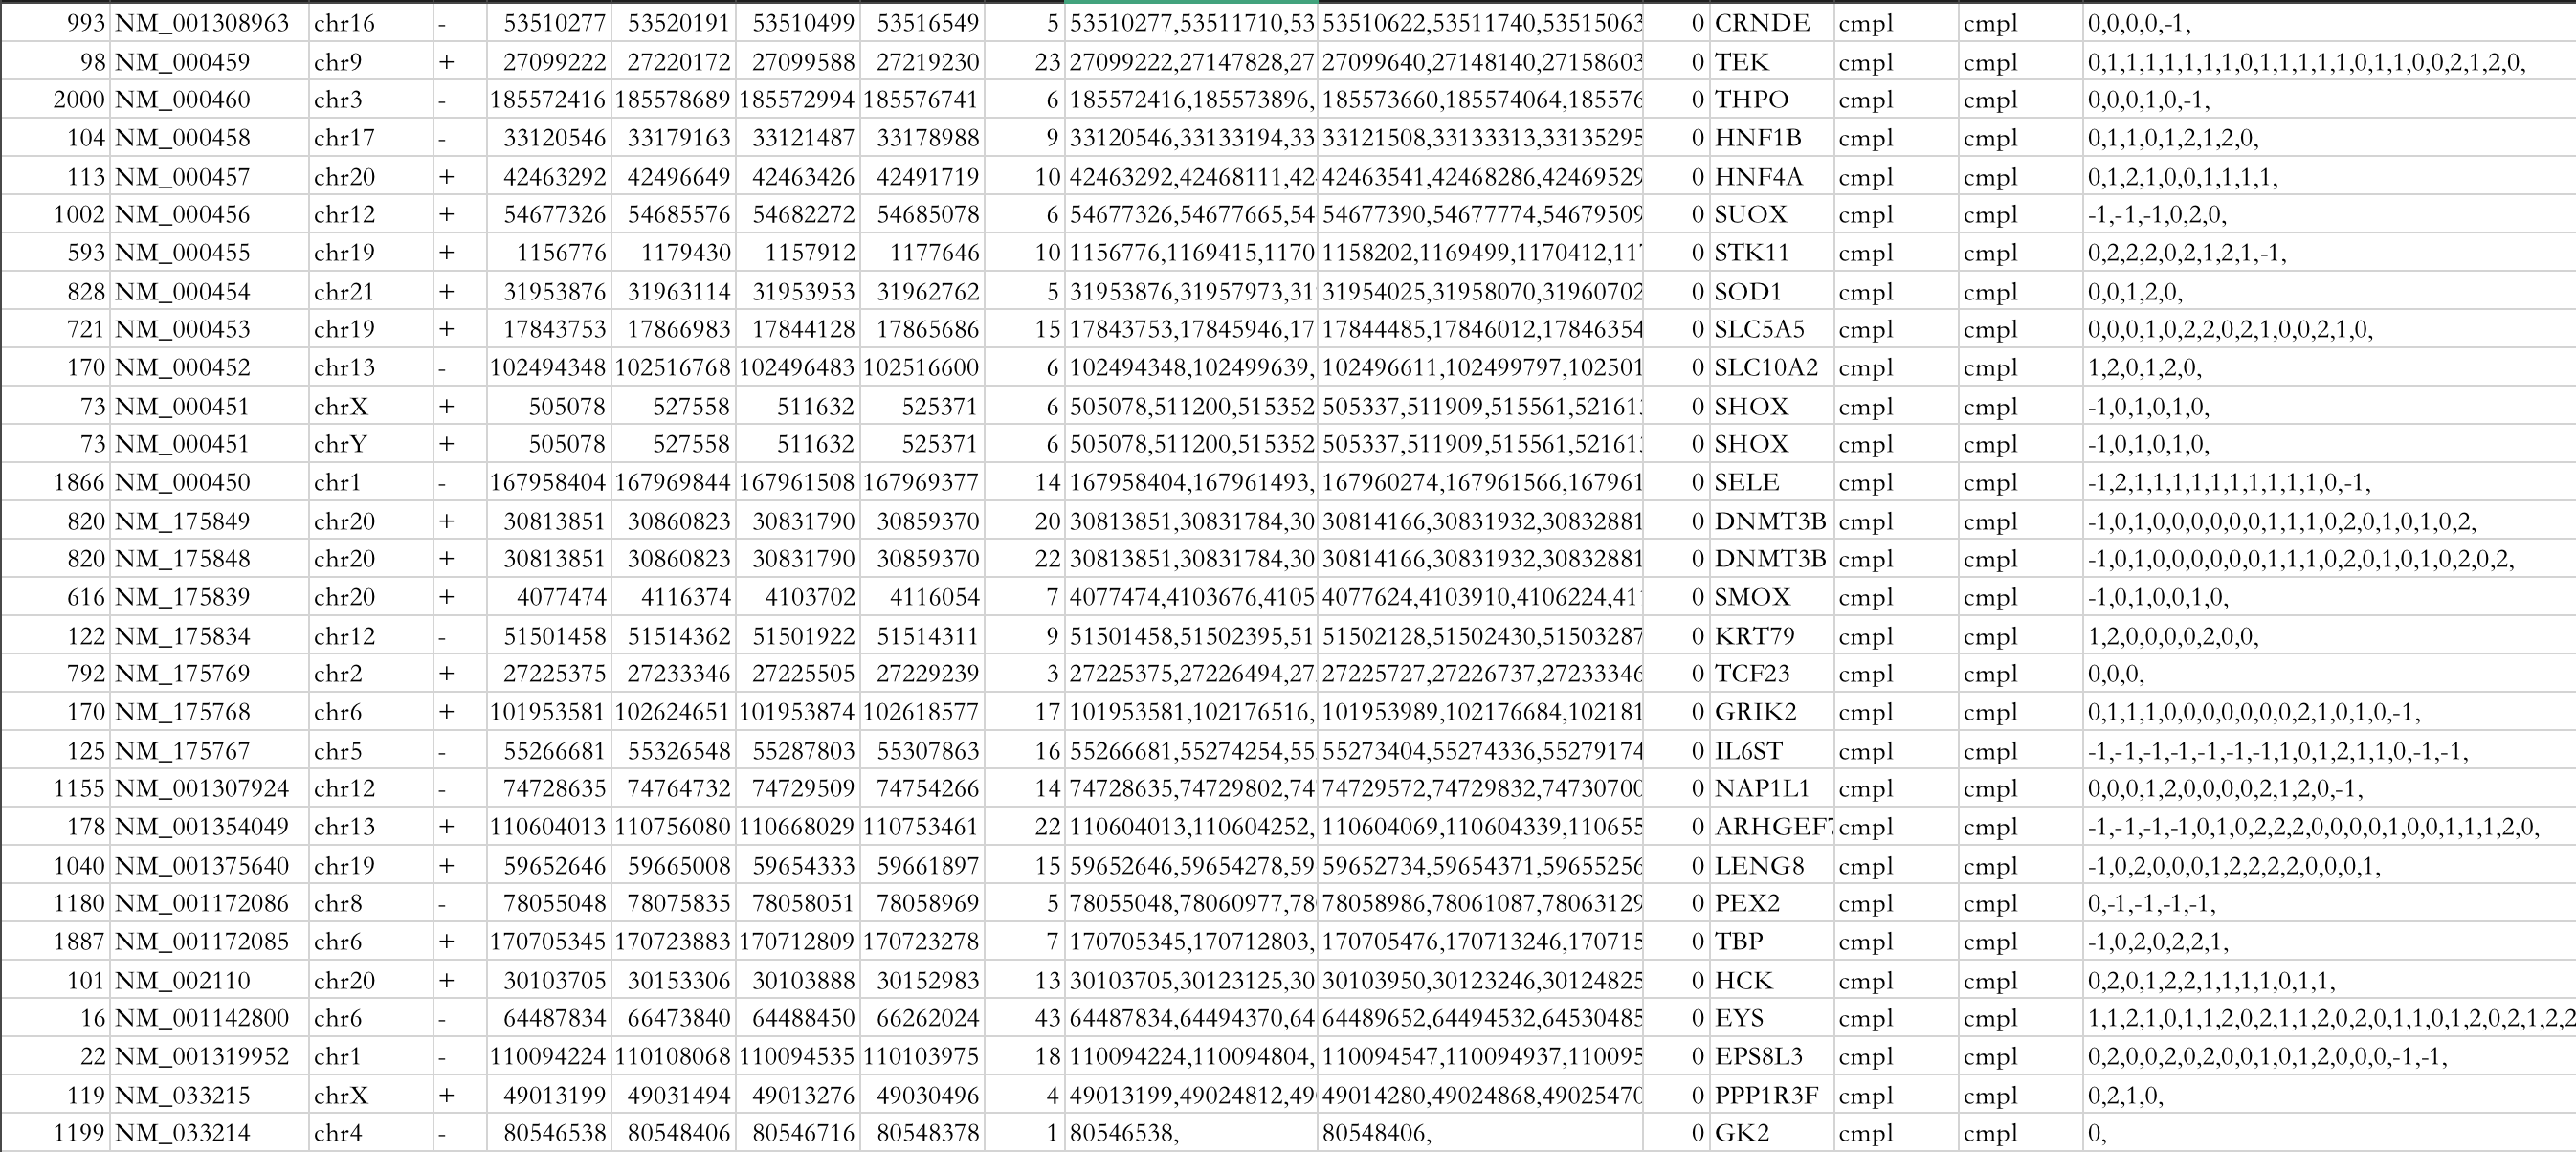 993 NM_001308963 chr16 - 53510277 53520191 53510499 53516549 5 53510277,53511710,53 53510622,53511740,53515063 0 CRNDE cmpl cmpl 0,0,0,0,-1,
98 NM_000459 chr9 + 27099222 27220172 27099588 27219230 23 27099222,27147828,27 27099640,27148140,27158603 0 TEK cmpl cmpl 0,1,1,1,1,1,1,1,0,1,1,1,1,1,0,1,1,0,0,2,1,2,0,
2000 NM_000460 chr3 - 185572416 185578689 185572994 185576741 6 185572416,185573896, 185573660,185574064,185576 0 THPO cmpl cmpl 0,0,0,1,0,-1,
104 NM_000458 chr17 - 33120546 33179163 33121487 33178988 9 33120546,33133194,33 33121508,33133313,33135295 0 HNF1B cmpl cmpl 0,1,1,0,1,2,1,2,0,
113 NM_000457 chr20 + 42463292 42496649 42463426 42491719 10 42463292,42468111,42 42463541,42468286,42469529 0 HNF4A cmpl cmpl 0,1,2,1,0,0,1,1,1,1,
1002 NM_000456 chr12 + 54677326 54685576 54682272 54685078 6 54677326,54677665,54 54677390,54677774,54679509 0 SUOX cmpl cmpl -1,-1,-1,0,2,0,
593 NM_000455 chr19 + 1156776 1179430 1157912 1177646 10 1156776,1169415,1170 1158202,1169499,1170412,11 0 STK11 cmpl cmpl 0,2,2,2,0,2,1,2,1,-1,
828 NM_000454 chr21 + 31953876 31963114 31953953 31962762 5 31953876,31957973,31 31954025,31958070,31960702 0 SOD1 cmpl cmpl 0,0,1,2,0,
721 NM_000453 chr19 + 17843753 17866983 17844128 17865686 15 17843753,17845946,17 17844485,17846012,17846354 0 SLC5A5 cmpl cmpl 0,0,0,1,0,2,2,0,2,1,0,0,2,1,0,
170 NM_000452 chr13 - 102494348 102516768 102496483 102516600 6 102494348,102499639, 102496611,102499797,102501 0 SLC10A2 cmpl cmpl 1,2,0,1,2,0,
73 NM_000451 chrX + 505078 527558 511632 525371 6 505078,511200,515352 505337,511909,515561,52161 0 SHOX cmpl cmpl -1,0,1,0,1,0,
73 NM_000451 chrY + 505078 527558 511632 525371 6 505078,511200,515352 505337,511909,515561,52161 0 SHOX cmpl cmpl -1,0,1,0,1,0,
1866 NM_000450 chr1 - 167958404 167969844 167961508 167969377 14 167958404,167961493, 167960274,167961566,167961 0 SELE cmpl cmpl -1,2,1,1,1,1,1,1,1,1,1,1,0,-1,
820 NM_175849 chr20 + 30813851 30860823 30831790 30859370 20 30813851,30831784,30 30814166,30831932,30832881 0 DNMT3B cmpl cmpl -1,0,1,0,0,0,0,0,0,1,1,1,0,2,0,1,0,1,0,2,
820 NM_175848 chr20 + 30813851 30860823 30831790 30859370 22 30813851,30831784,30 30814166,30831932,30832881 0 DNMT3B cmpl cmpl -1,0,1,0,0,0,0,0,0,1,1,1,0,2,0,1,0,1,0,2,0,2,
616 NM_175839 chr20 + 4077474 4116374 4103702 4116054 7 4077474,4103676,4105 4077624,4103910,4106224,41 0 SMOX cmpl cmpl -1,0,1,0,0,1,0,
122 NM_175834 chr12 - 51501458 51514362 51501922 51514311 9 51501458,51502395,51 51502128,51502430,51503287 0 KRT79 cmpl cmpl 1,2,0,0,0,0,2,0,0,
792 NM_175769 chr2 + 27225375 27233346 27225505 27229239 3 27225375,27226494,27 27225727,27226737,27233346 0 TCF23 cmpl cmpl 0,0,0,
170 NM_175768 chr6 + 101953581 102624651 101953874 102618577 17 101953581,102176516, 101953989,102176684,102181 0 GRIK2 cmpl cmpl 0,1,1,1,0,0,0,0,0,0,0,2,1,0,1,0,-1,
125 NM_175767 chr5 - 55266681 55326548 55287803 55307863 16 55266681,55274254,55 55273404,55274336,55279174 0 IL6ST cmpl cmpl -1,-1,-1,-1,-1,-1,-1,1,0,1,2,1,1,0,-1,-1,
1155 NM_001307924 chr12 - 74728635 74764732 74729509 74754266 14 74728635,74729802,74 74729572,74729832,74730700 0 NAP1L1 cmpl cmpl 0,0,0,1,2,0,0,0,0,2,1,2,0,-1,
178 NM_001354049 chr13 + 110604013 110756080 110668029 110753461 22 110604013,110604252, 110604069,110604339,110655 0 ARHGEF7 cmpl cmpl -1,-1,-1,-1,0,1,0,2,2,2,0,0,0,0,1,0,0,1,1,1,2,0,
1040 NM_001375640 chr19 + 59652646 59665008 59654333 59661897 15 59652646,59654278,59 59652734,59654371,59655256 0 LENG8 cmpl cmpl -1,0,2,0,0,0,1,2,2,2,2,0,0,0,1,
1180 NM_001172086 chr8 - 78055048 78075835 78058051 78058969 5 78055048,78060977,78 78058986,78061087,78063129 0 PEX2 cmpl cmpl 0,-1,-1,-1,-1,
1887 NM_001172085 chr6 + 170705345 170723883 170712809 170723278 7 170705345,170712803, 170705476,170713246,170715 0 TBP cmpl cmpl -1,0,2,0,2,2,1,
101 NM_002110 chr20 + 30103705 30153306 30103888 30152983 13 30103705,30123125,30 30103950,30123246,30124825 0 HCK cmpl cmpl 0,2,0,1,2,2,1,1,1,1,0,1,1,
16 NM_001142800 chr6 - 64487834 66473840 64488450 66262024 43 64487834,64494370,64 64489652,64494532,64530485 0 EYS cmpl cmpl 1,1,2,1,0,1,1,2,0,2,1,1,2,0,2,0,1,1,0,1,2,0,2,1,2,2
22 NM_001319952 chr1 - 110094224 110108068 110094535 110103975 18 110094224,110094804, 110094547,110094937,110095 0 EPS8L3 cmpl cmpl 0,2,0,0,2,0,2,0,0,1,0,1,2,0,0,0,-1,-1,
119 NM_033215 chrX + 49013199 49031494 49013276 49030496 4 49013199,49024812,49 49014280,49024868,49025470 0 PPP1R3F cmpl cmpl 0,2,1,0,
1199 NM_033214 chr4 - 80546538 80548406 80546716 80548378 1 80546538, 80548406, 0 GK2 cmpl cmpl 0,